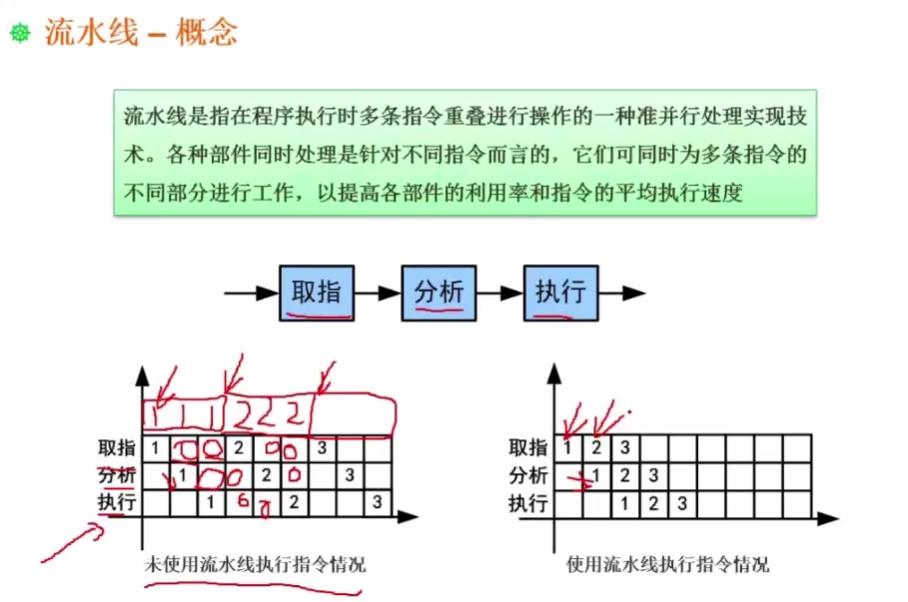 流水线 – 概念
流水线是指在程序执行时多条指令重叠进行操作的一种准并行处理实现技
术。各种部件同时处理是针对不同指令而言的，它们可同时为多条指令的
不同部分进行工作，以提高各部件的利用率和指令的平均执行速度
取指 分析 执行
1 1 1 2 2 2
取指 1 0 0 2 0 0 3
分析 1 0 0 2 0 3
执行 1 2 3
未使用流水线执行指令情况
取指 1 2 3
分析 1 2 3
执行 1 2 3
使用流水线执行指令情况